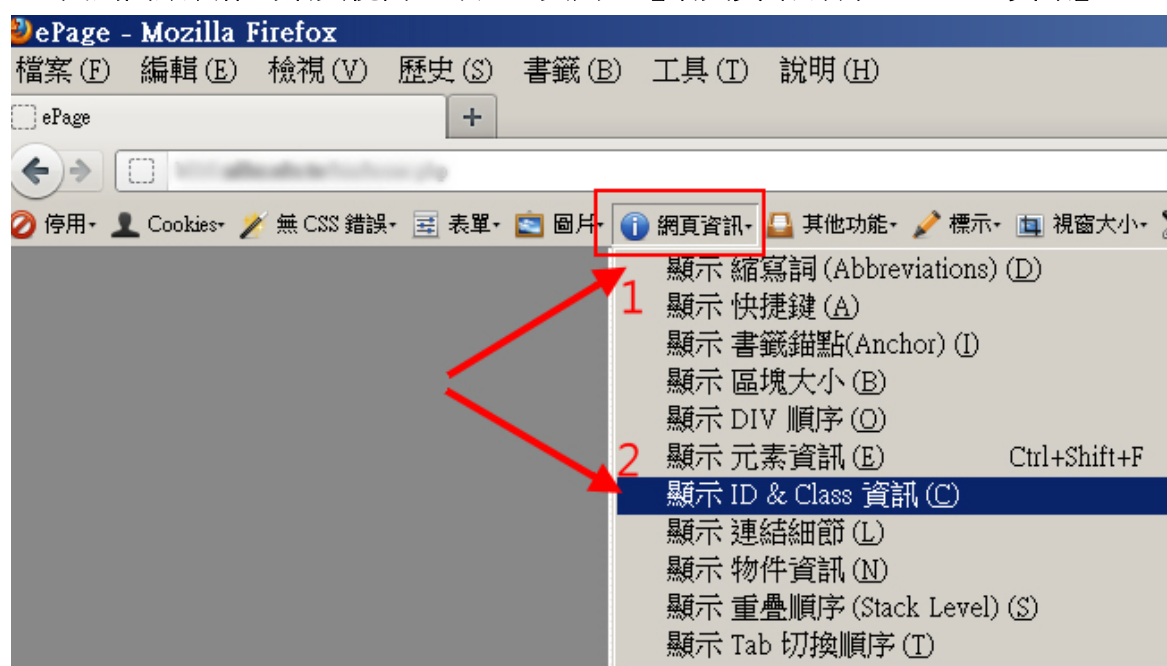 ePage - Mozilla Firefox
檔案(F) 編輯(E) 檢視(V) 歷史(S) 書籤(B) 工具(T) 說明(H)
ePage +
停用 Cookies 無 CSS 錯誤 表單 圖片 網頁資訊 其他功能 標示 視窗大小
1
顯示 縮寫詞 (Abbreviations) (D)
顯示 快捷鍵 (A)
顯示 書籤錨點(Anchor) (I)
顯示 區塊大小 (B)
顯示 DIV 順序 (O)
2
顯示 元素資訊 (E) Ctrl+Shift+F
顯示 ID & Class 資訊 (C)
顯示 連結細節 (L)
顯示 物件資訊 (N)
顯示 重疊順序 (Stack Level) (S)
顯示 Tab 切換順序 (T)